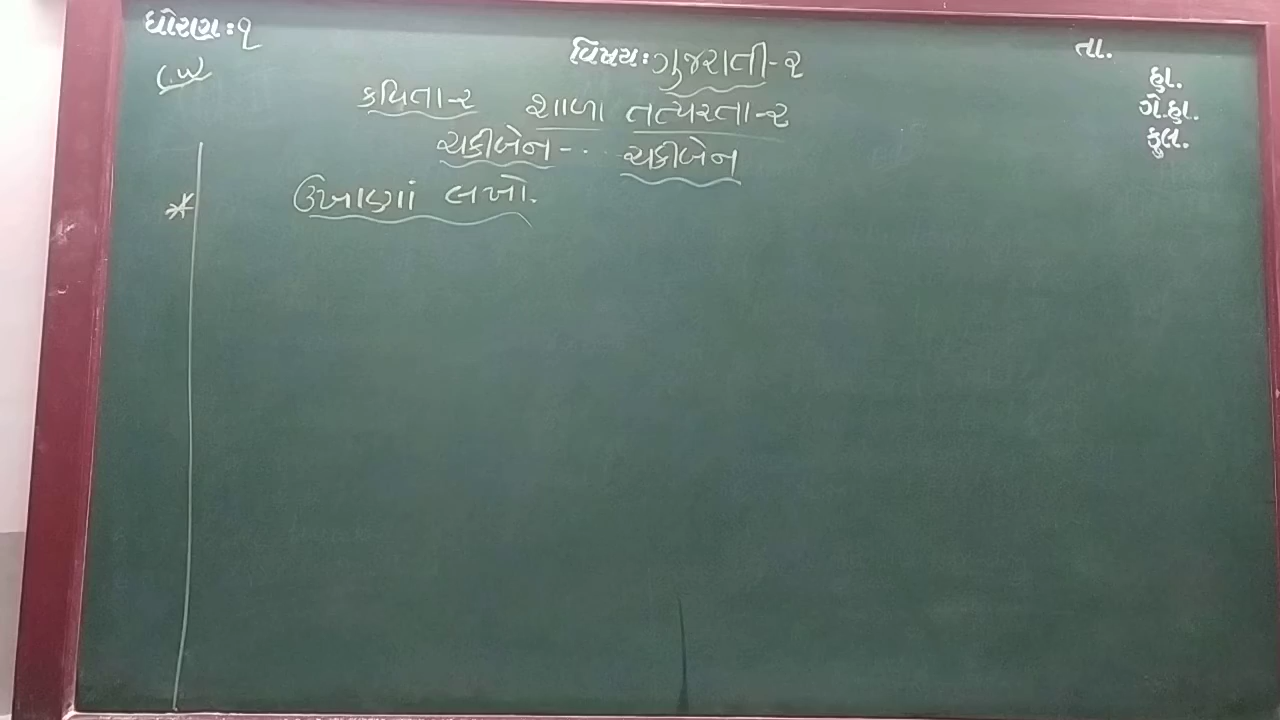 ધોરણ: ૧
વિષય: ગુજરાતી-૨
તા.
C.W
હા.
ગે.હા.
કુલ.
કવિતા-૨ શાળા તત્પરતા-૨
ચકીબેન-.. ચકીબેન
* ઉખાણાં લખો.